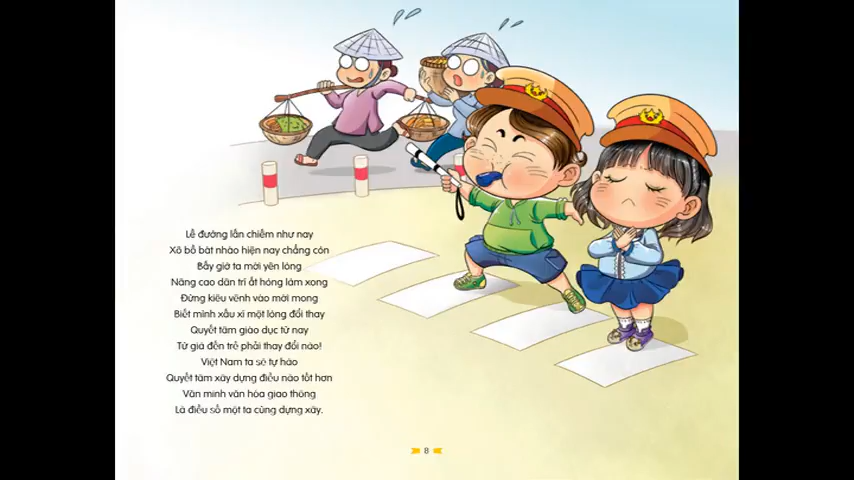 Lề đường lấn chiếm như nay
Xô bồ bát nháo hiện nay chẳng còn
Bấy giờ ta mới yên lòng
Nâng cao dân trí ắt hòng làm xong
Đừng kiêu vênh váo mới mong
Biết mình xấu xí một lòng đổi thay
Quyết tâm giáo dục từ nay
Từ già đến trẻ phải thay đổi nào!
Việt Nam ta sẽ tự hào
Quyết tâm xây dựng điều nào tốt hơn
Văn minh văn hóa giao thông
Là điều số một ta cùng dựng xây.
8